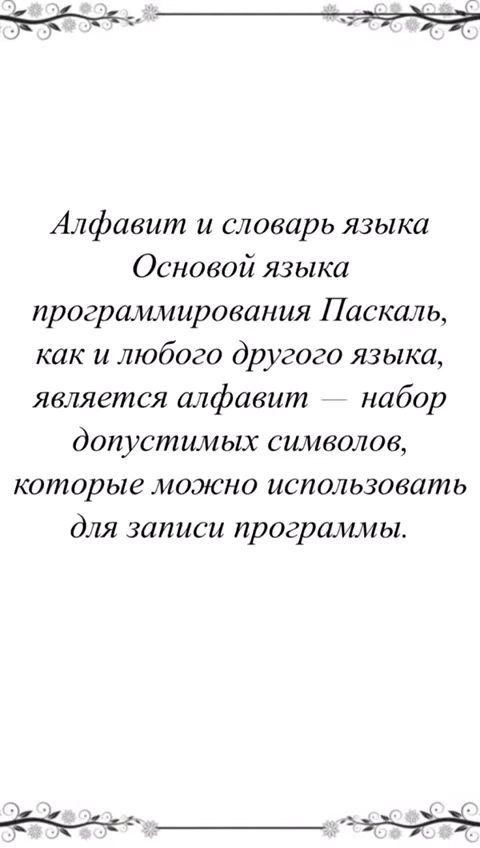 Алфавит и словарь языка
Основой языка
программирования Паскаль,
как и любого другого языка,
является алфавит — набор
допустимых символов,
которые можно использовать
для записи программы.